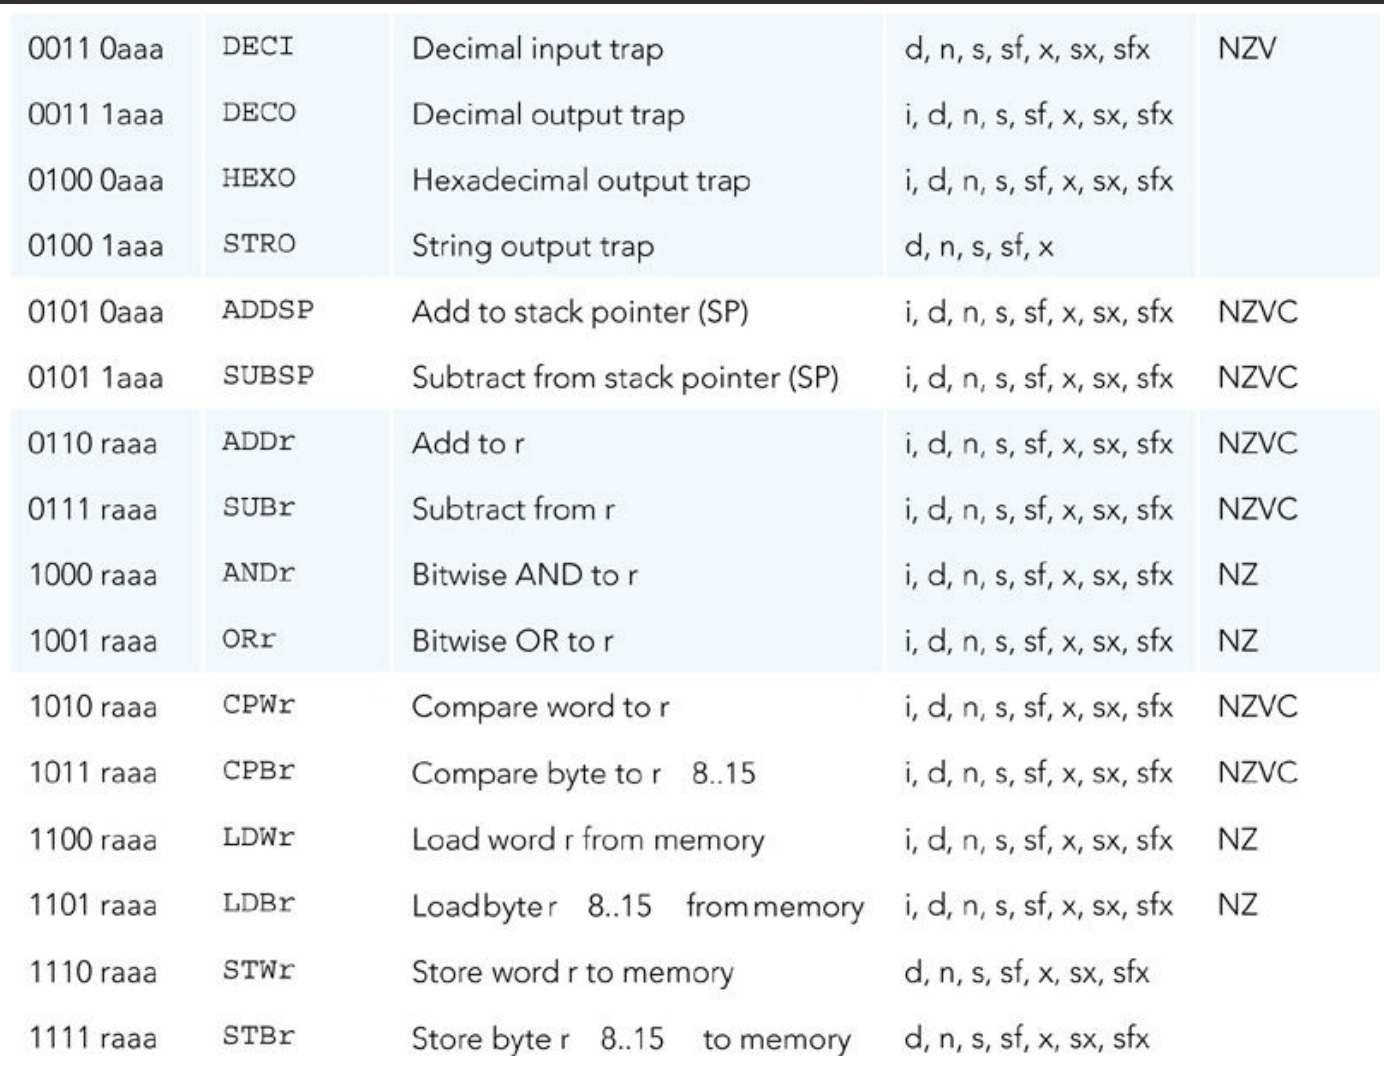 0011 0aaa DECI Decimal input trap d, n, s, sf, x, sx, sfx NZV
0011 1aaa DECO Decimal output trap i, d, n, s, sf, x, sx, sfx
0100 0aaa HEXO Hexadecimal output trap i, d, n, s, sf, x, sx, sfx
0100 1aaa STRO String output trap d, n, s, sf, x
0101 0aaa ADDSP Add to stack pointer (SP) i, d, n, s, sf, x, sx, sfx NZVC
0101 1aaa SUBSP Subtract from stack pointer (SP) i, d, n, s, sf, x, sx, sfx NZVC
0110 raaa ADDr Add to r i, d, n, s, sf, x, sx, sfx NZVC
0111 raaa SUBr Subtract from r i, d, n, s, sf, x, sx, sfx NZVC
1000 raaa ANDr Bitwise AND to r i, d, n, s, sf, x, sx, sfx NZ
1001 raaa ORr Bitwise OR to r i, d, n, s, sf, x, sx, sfx NZ
1010 raaa CPWr Compare word to r i, d, n, s, sf, x, sx, sfx NZVC
1011 raaa CPBr Compare byte to r 8..15 i, d, n, s, sf, x, sx, sfx NZVC
1100 raaa LDWr Load word r from memory i, d, n, s, sf, x, sx, sfx NZ
1101 raaa LDBr Load byte r 8..15 from memory i, d, n, s, sf, x, sx, sfx NZ
1110 raaa STWr Store word r to memory d, n, s, sf, x, sx, sfx
1111 raaa STBr Store byte r 8..15 to memory d, n, s, sf, x, sx, sfx